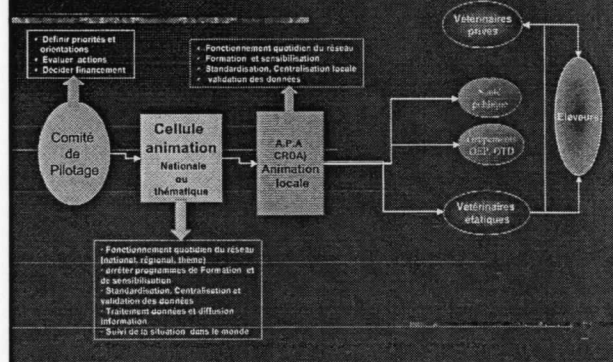 + Définir priorités et
orientations
+ Evaluer actions
+ Décider financement
Fonctionnement quotidien du réseau
Formation et sensibilisation
Standardisation, Centralisation locale
validation des données
Comité
de
Pilotage
Cellule
animation
Nationale
ou
thématique
A.P.A
CRDA)
Animation
locale
- Fonctionnement quotidien du réseau
(national, régional, thème)
- arrêter programmes de Formation et
de sensibilisation
- Standardisation, Centralisation et
validation des données
- Traitement données et diffusion
information
- Suivi de la situation dans le monde
Vétérinaires
privés
Santé
publique
OEP, OTD
Vétérinaires
étatiques
Eleveurs